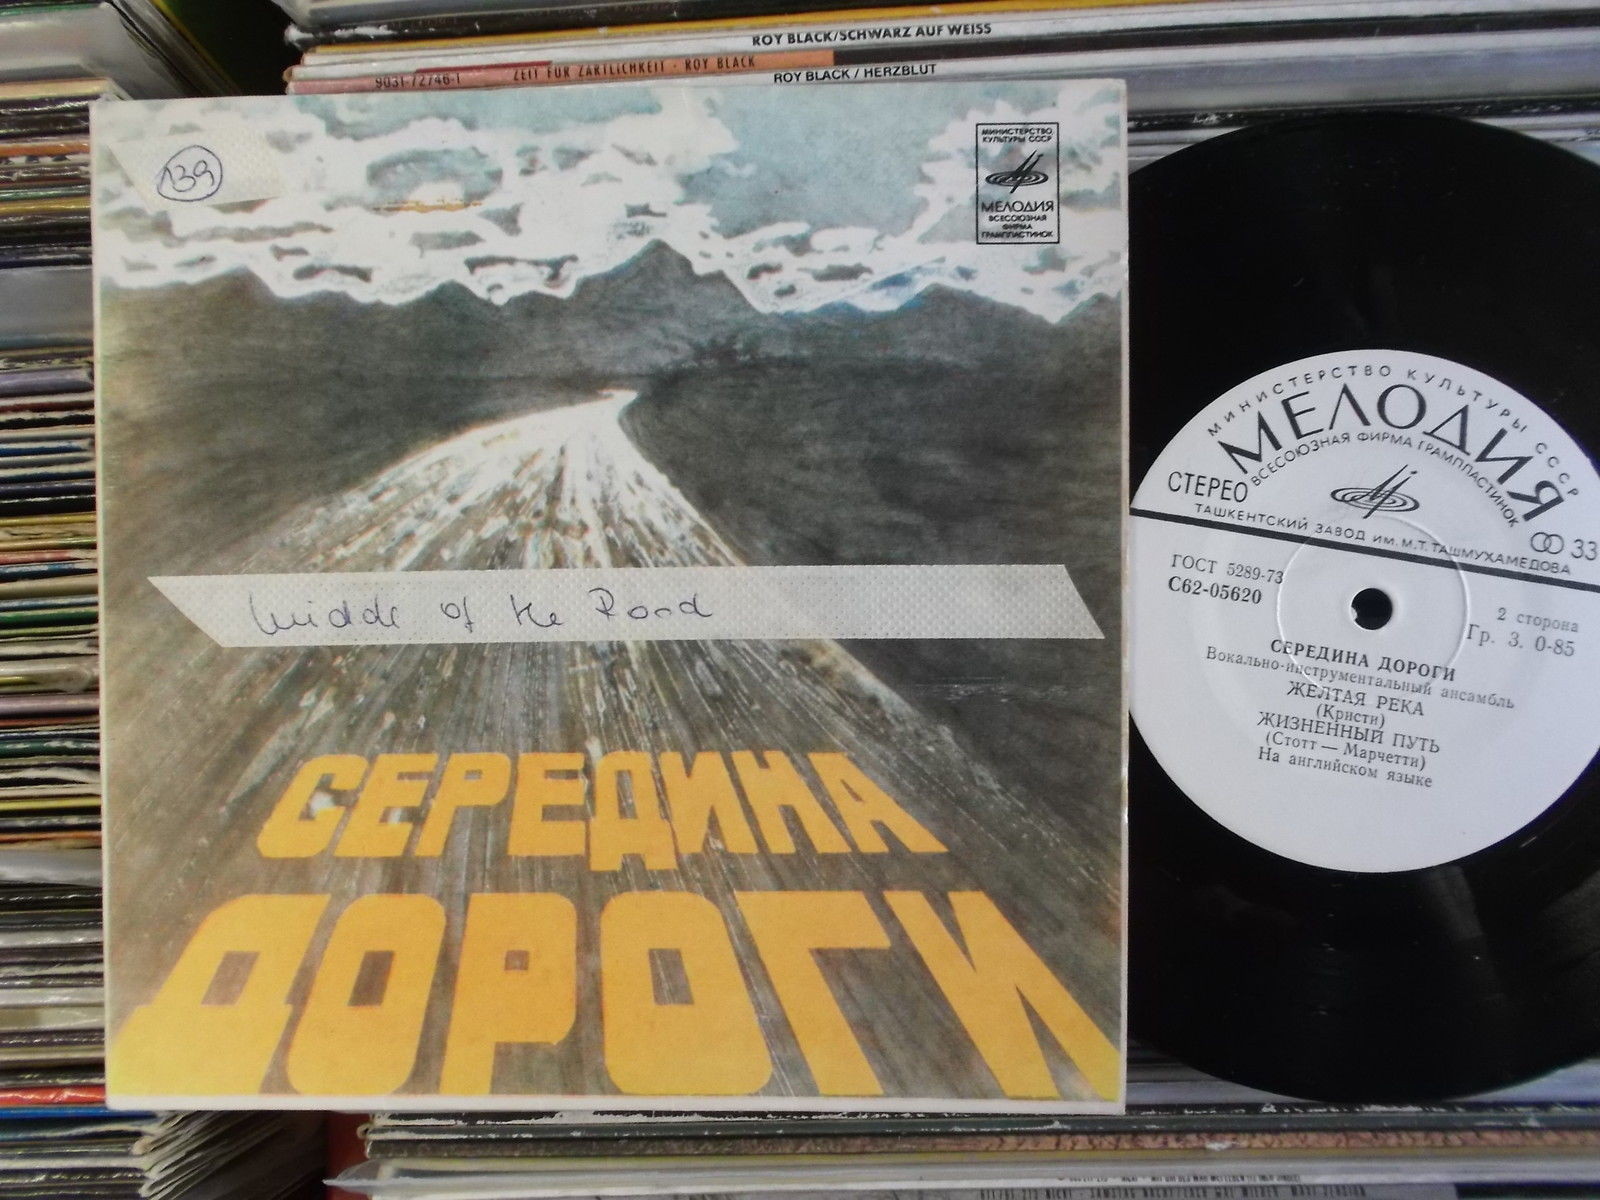 ROY BLACK/SCHWARZ AUF WEISS
9031-72746-1 ZEIT FÜR ZÄRTLICHKEIT · ROY BLACK
ROY BLACK / HERZBLUT
139
МИНИСТЕРСТВО
КУЛЬТУРЫ СССР
МЕЛОДИЯ
ВСЕСОЮЗНАЯ
ФИРМА
ГРАМПЛАСТИНОК
Middle of the Road
СЕРЕДИНА
ДОРОГИ
МИНИСТЕРСТВО КУЛЬТУРЫ СССР
МЕЛОДИЯ
ВСЕСОЮЗНАЯ ФИРМА ГРАМПЛАСТИНОК
СТЕРЕО
33
ТАШКЕНТСКИЙ ЗАВОД ИМ. М.Т. ТАШМУХАМЕДОВА
ГОСТ 5289-73
С62-05620
2 сторона
Гр. 3. 0-85
СЕРЕДИНА ДОРОГИ
Вокально-инструментальный ансамбль
ЖЕЛТАЯ РЕКА
(Кристи)
ЖИЗНЕННЫЙ ПУТЬ
(Стотт — Марчетти)
На английском языке